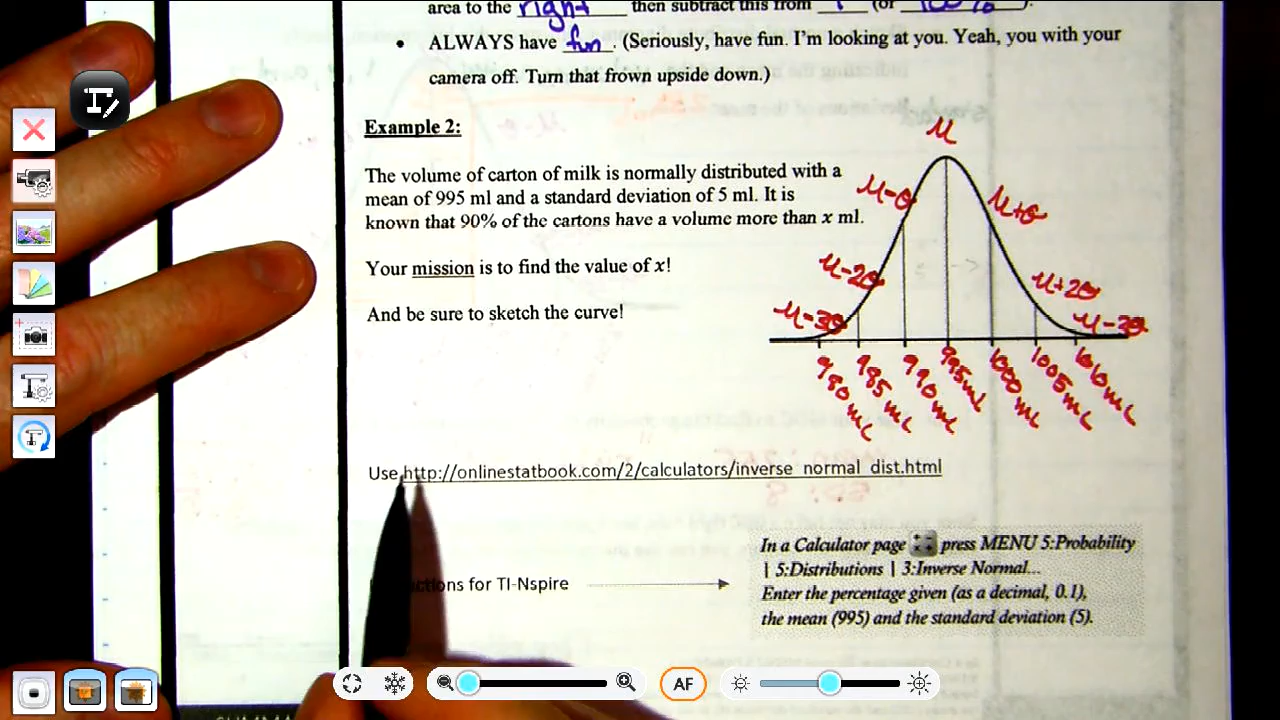 area to the right then subtract this from 1 (or 100%).
• ALWAYS have fun. (Seriously, have fun. I'm looking at you. Yeah, you with your
camera off. Turn that frown upside down.)
Example 2:
The volume of carton of milk is normally distributed with a
mean of 995 ml and a standard deviation of 5 ml. It is
known that 90% of the cartons have a volume more than x ml.
Your mission is to find the value of x!
And be sure to sketch the curve!
μ
μ-σ
μ+σ
μ-2σ
μ+2σ
μ-3σ
μ-3σ
980 mL
985 mL
990 mL
995mL
1000 mL
1005mL
1010mL
Use http://onlinestatbook.com/2/calculators/inverse_normal_dist.html
for TI-Nspire
In a Calculator page press MENU 5:Probability
| 5:Distributions | 3:Inverse Normal...
Enter the percentage given (as a decimal, 0.1),
the mean (995) and the standard deviation (5).
AF